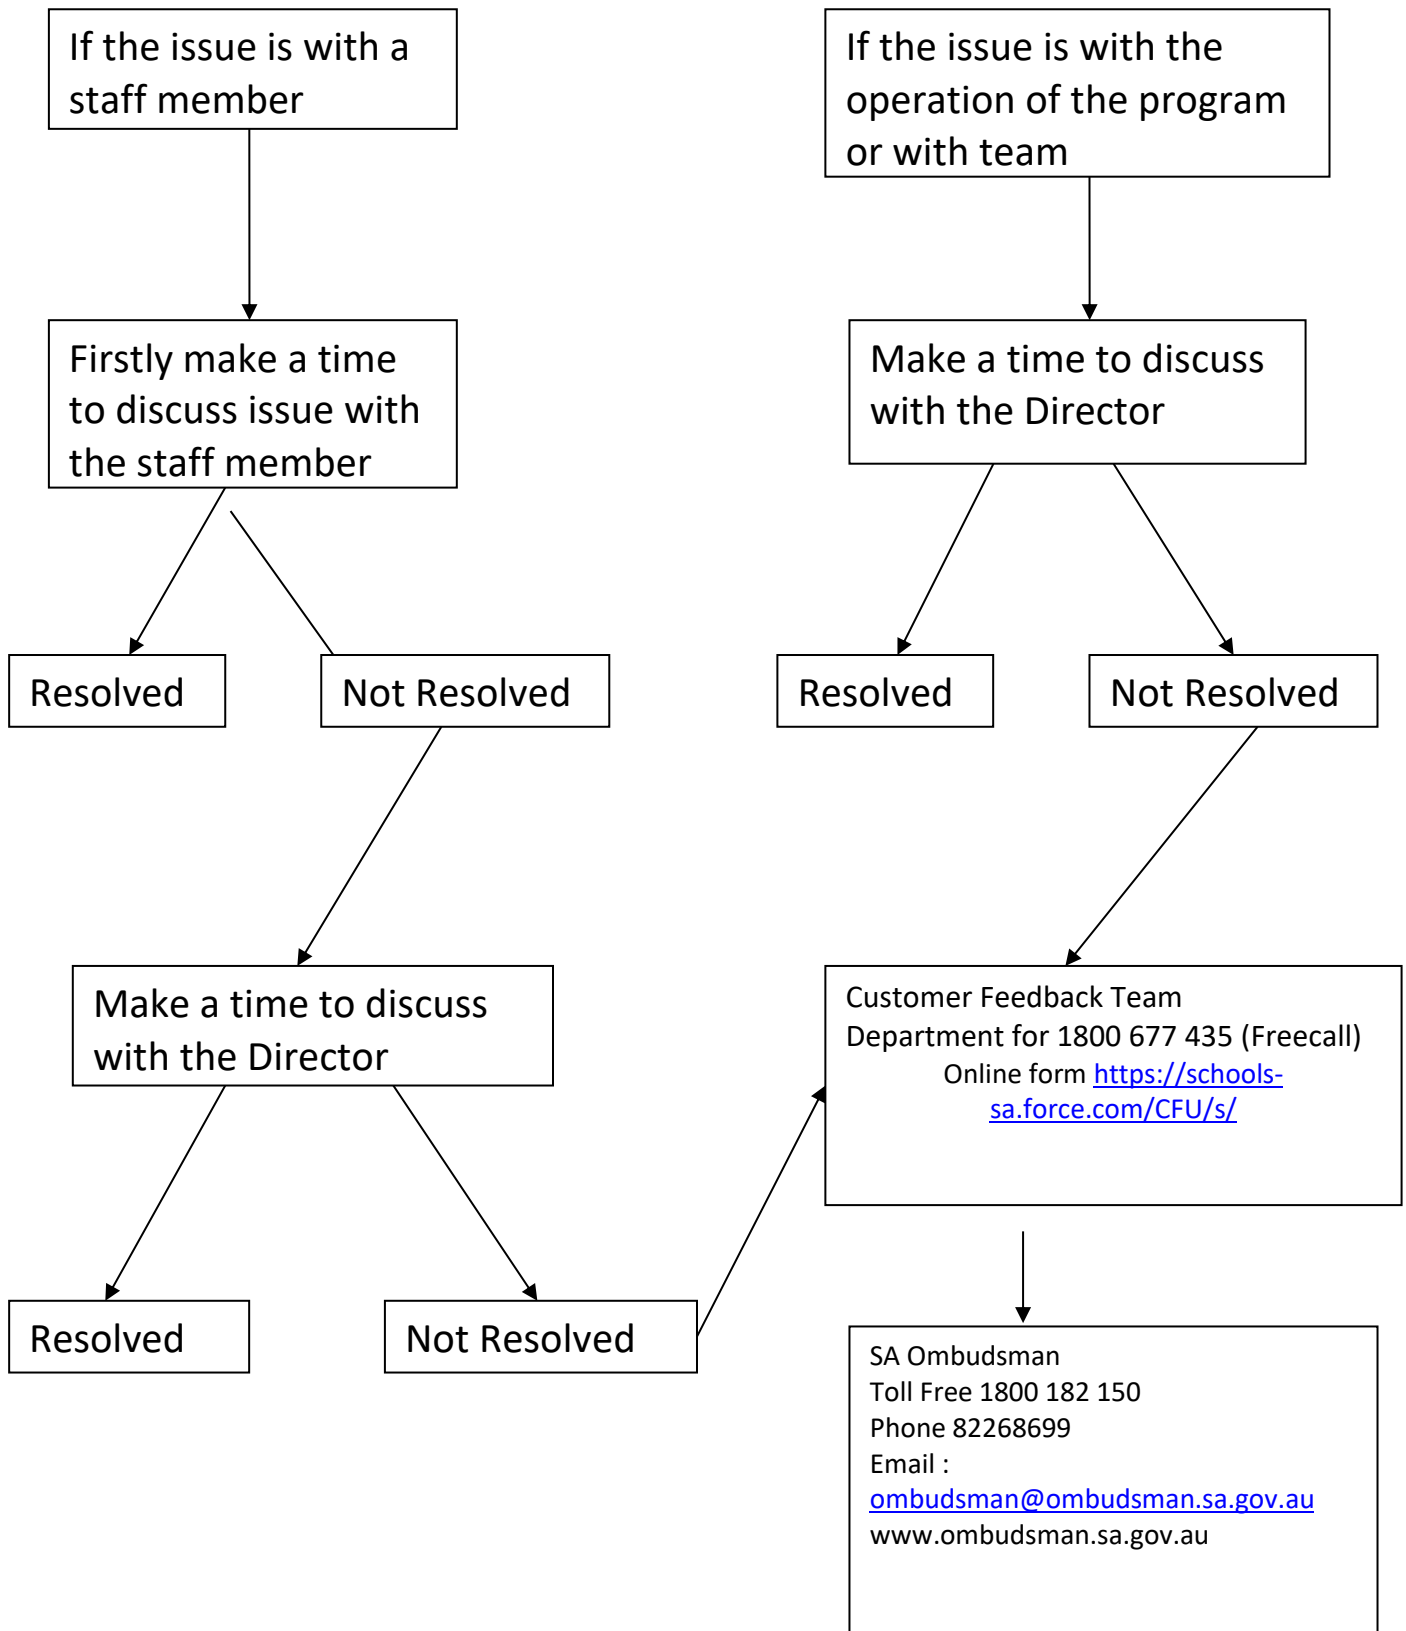 If the issue is with a
staff member
If the issue is with the
operation of the program
or with team
Firstly make a time
to discuss issue with
the staff member
Make a time to discuss
with the Director
Resolved
Not Resolved
Resolved
Not Resolved
Make a time to discuss
with the Director
Customer Feedback Team
Department for 1800 677 435 (Freecall)
Online form https://schools-
sa.force.com/CFU/s/
Resolved
Not Resolved
SA Ombudsman
Toll Free 1800 182 150
Phone 82268699
Email :
ombudsman@ombudsman.sa.gov.au
www.ombudsman.sa.gov.au